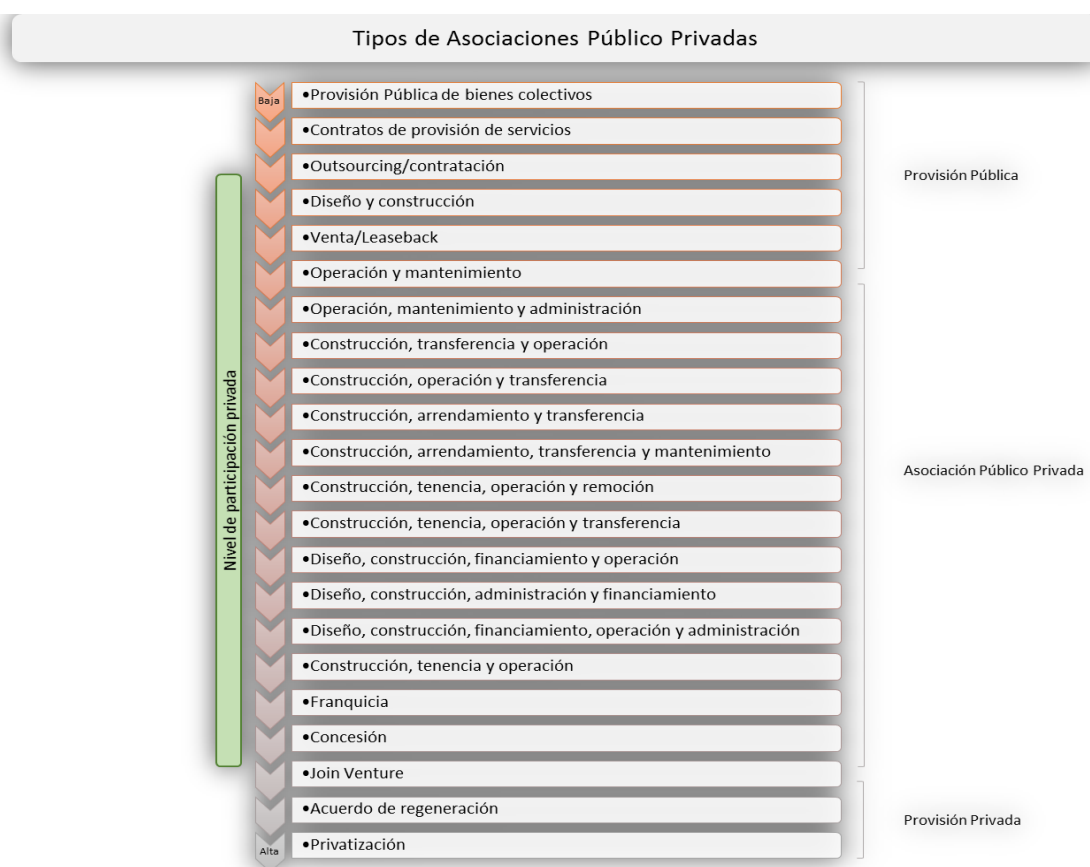 Tipos de Asociaciones Público Privadas
Baja
•Provisión Pública de bienes colectivos
•Contratos de provisión de servicios
•Outsourcing/contratación
•Diseño y construcción
•Venta/Leaseback
•Operación y mantenimiento
•Operación, mantenimiento y administración
•Construcción, transferencia y operación
•Construcción, operación y transferencia
•Construcción, arrendamiento y transferencia
•Construcción, arrendamiento, transferencia y mantenimiento
•Construcción, tenencia, operación y remoción
•Construcción, tenencia, operación y transferencia
•Diseño, construcción, financiamiento y operación
•Diseño, construcción, administración y financiamiento
•Diseño, construcción, financiamiento, operación y administración
•Construcción, tenencia y operación
•Franquicia
•Concesión
•Join Venture
•Acuerdo de regeneración
Alta
•Privatización
Nivel de participación privada
Provisión Pública
Asociación Público Privada
Provisión Privada